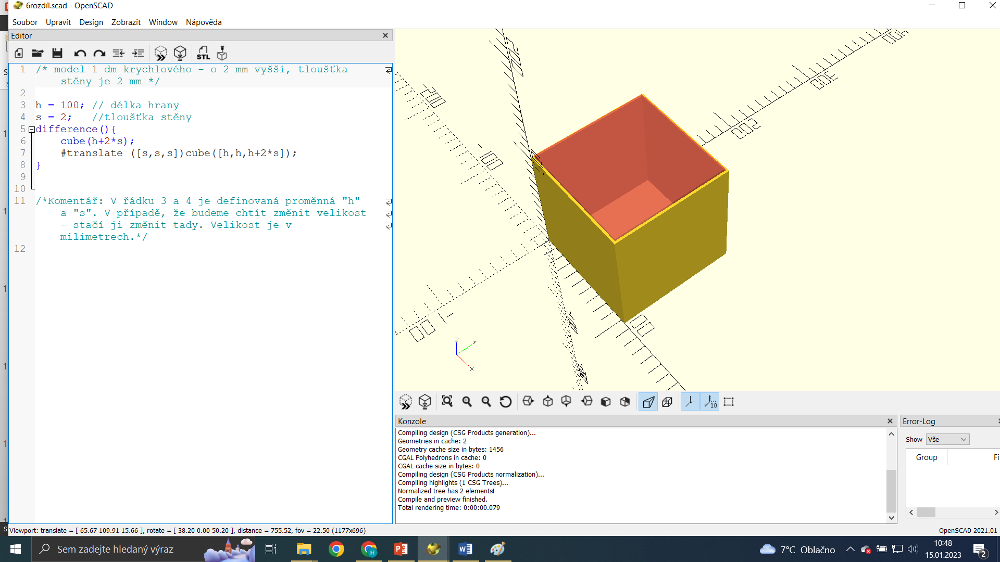 6rozdíl.scad - OpenSCAD
Soubor Upravit Design Zobrazit Window Nápověda
Editor
STL
1 /* model 1 dm krychlového - o 2 mm vyšší, tloušťka
stěny je 2 mm */
2
3 h = 100; // délka hrany
4 s = 2; //tloušťka stěny
5 difference(){
6 cube(h+2*s);
7 #translate ([s,s,s])cube([h,h,h+2*s]);
8 }
9
10
11 /*Komentář: V řádku 3 a 4 je definovaná proměnná "h"
a "s". V případě, že budeme chtít změnit velikost
- stačí ji změnit tady. Velikost je v
milimetrech.*/
12
z
y
x
10
Konzole
Compiling design (CSG Products generation)...
Geometries in cache: 2
Geometry cache size in bytes: 1456
CGAL Polyhedrons in cache: 0
CGAL cache size in bytes: 0
Compiling design (CSG Products normalization)...
Compiling highlights (1 CSG Trees)...
Normalized tree has 2 elements!
Compile and preview finished.
Total rendering time: 0:00:00.079
Error-Log
Show Vše
Group Fi
Viewport: translate = [ 65.67 109.91 15.66 ], rotate = [ 38.20 0.00 50.20 ], distance = 755.52, fov = 22.50 (1177x696)
OpenSCAD 2021.01
Sem zadejte hledaný výraz
7°C Oblačno
10:48
15.01.2023
2